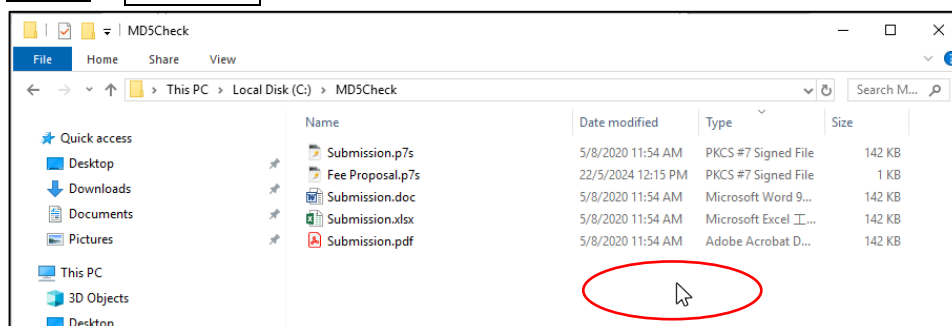 MD5Check
File Home Share View
This PC › Local Disk (C:) › MD5Check Search M...
Name Date modified Type Size
Quick access
Submission.p7s 5/8/2020 11:54 AM PKCS #7 Signed File 142 KB
Desktop
Fee Proposal.p7s 22/5/2024 12:15 PM PKCS #7 Signed File 1 KB
Downloads
Submission.doc 5/8/2020 11:54 AM Microsoft Word 9... 142 KB
Documents
Submission.xlsx 5/8/2020 11:54 AM Microsoft Excel 工... 142 KB
Pictures
Submission.pdf 5/8/2020 11:54 AM Adobe Acrobat D... 142 KB
This PC
3D Objects
Desktop